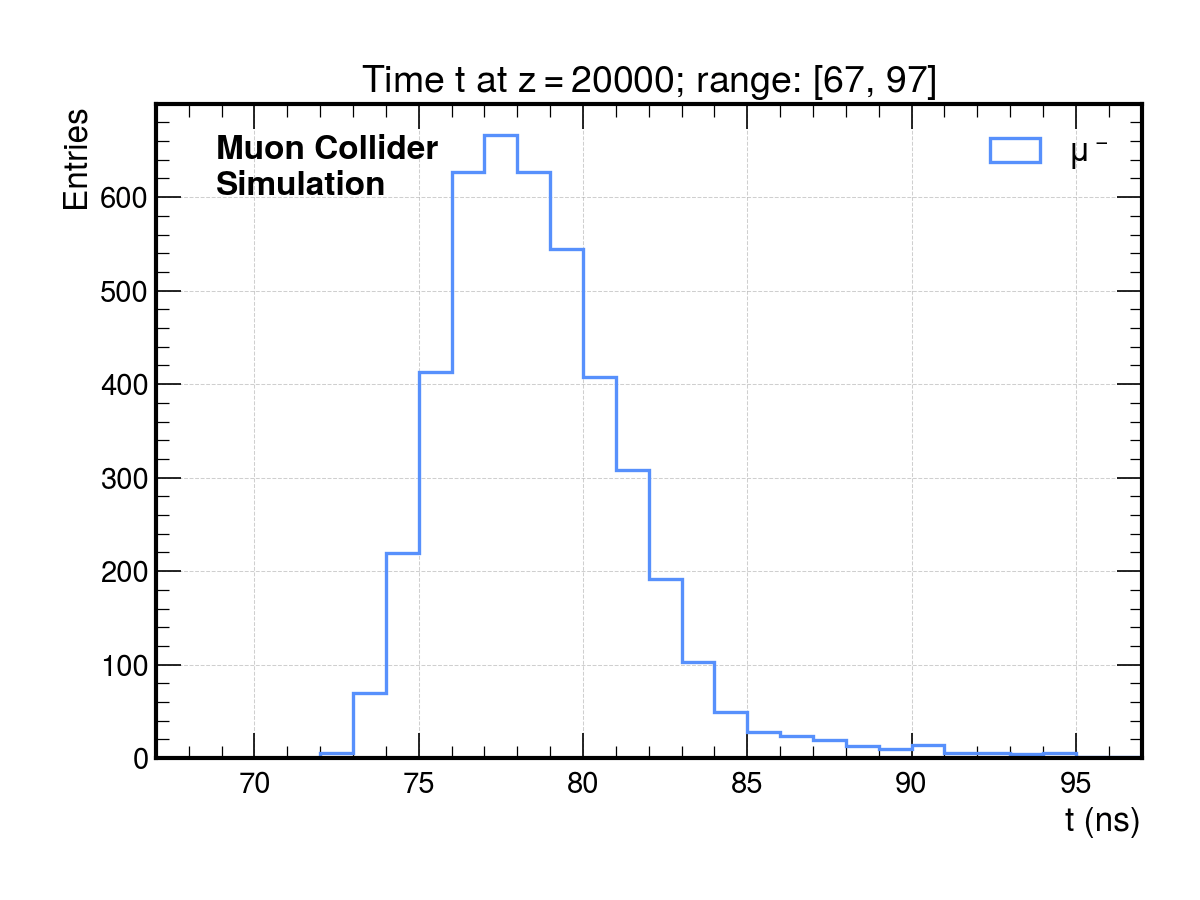 Time t at z = 20000; range: [67, 97]
Entries
Muon Collider
Simulation
μ⁻
600
500
400
300
200
100
0
70 75 80 85 90 95
t (ns)